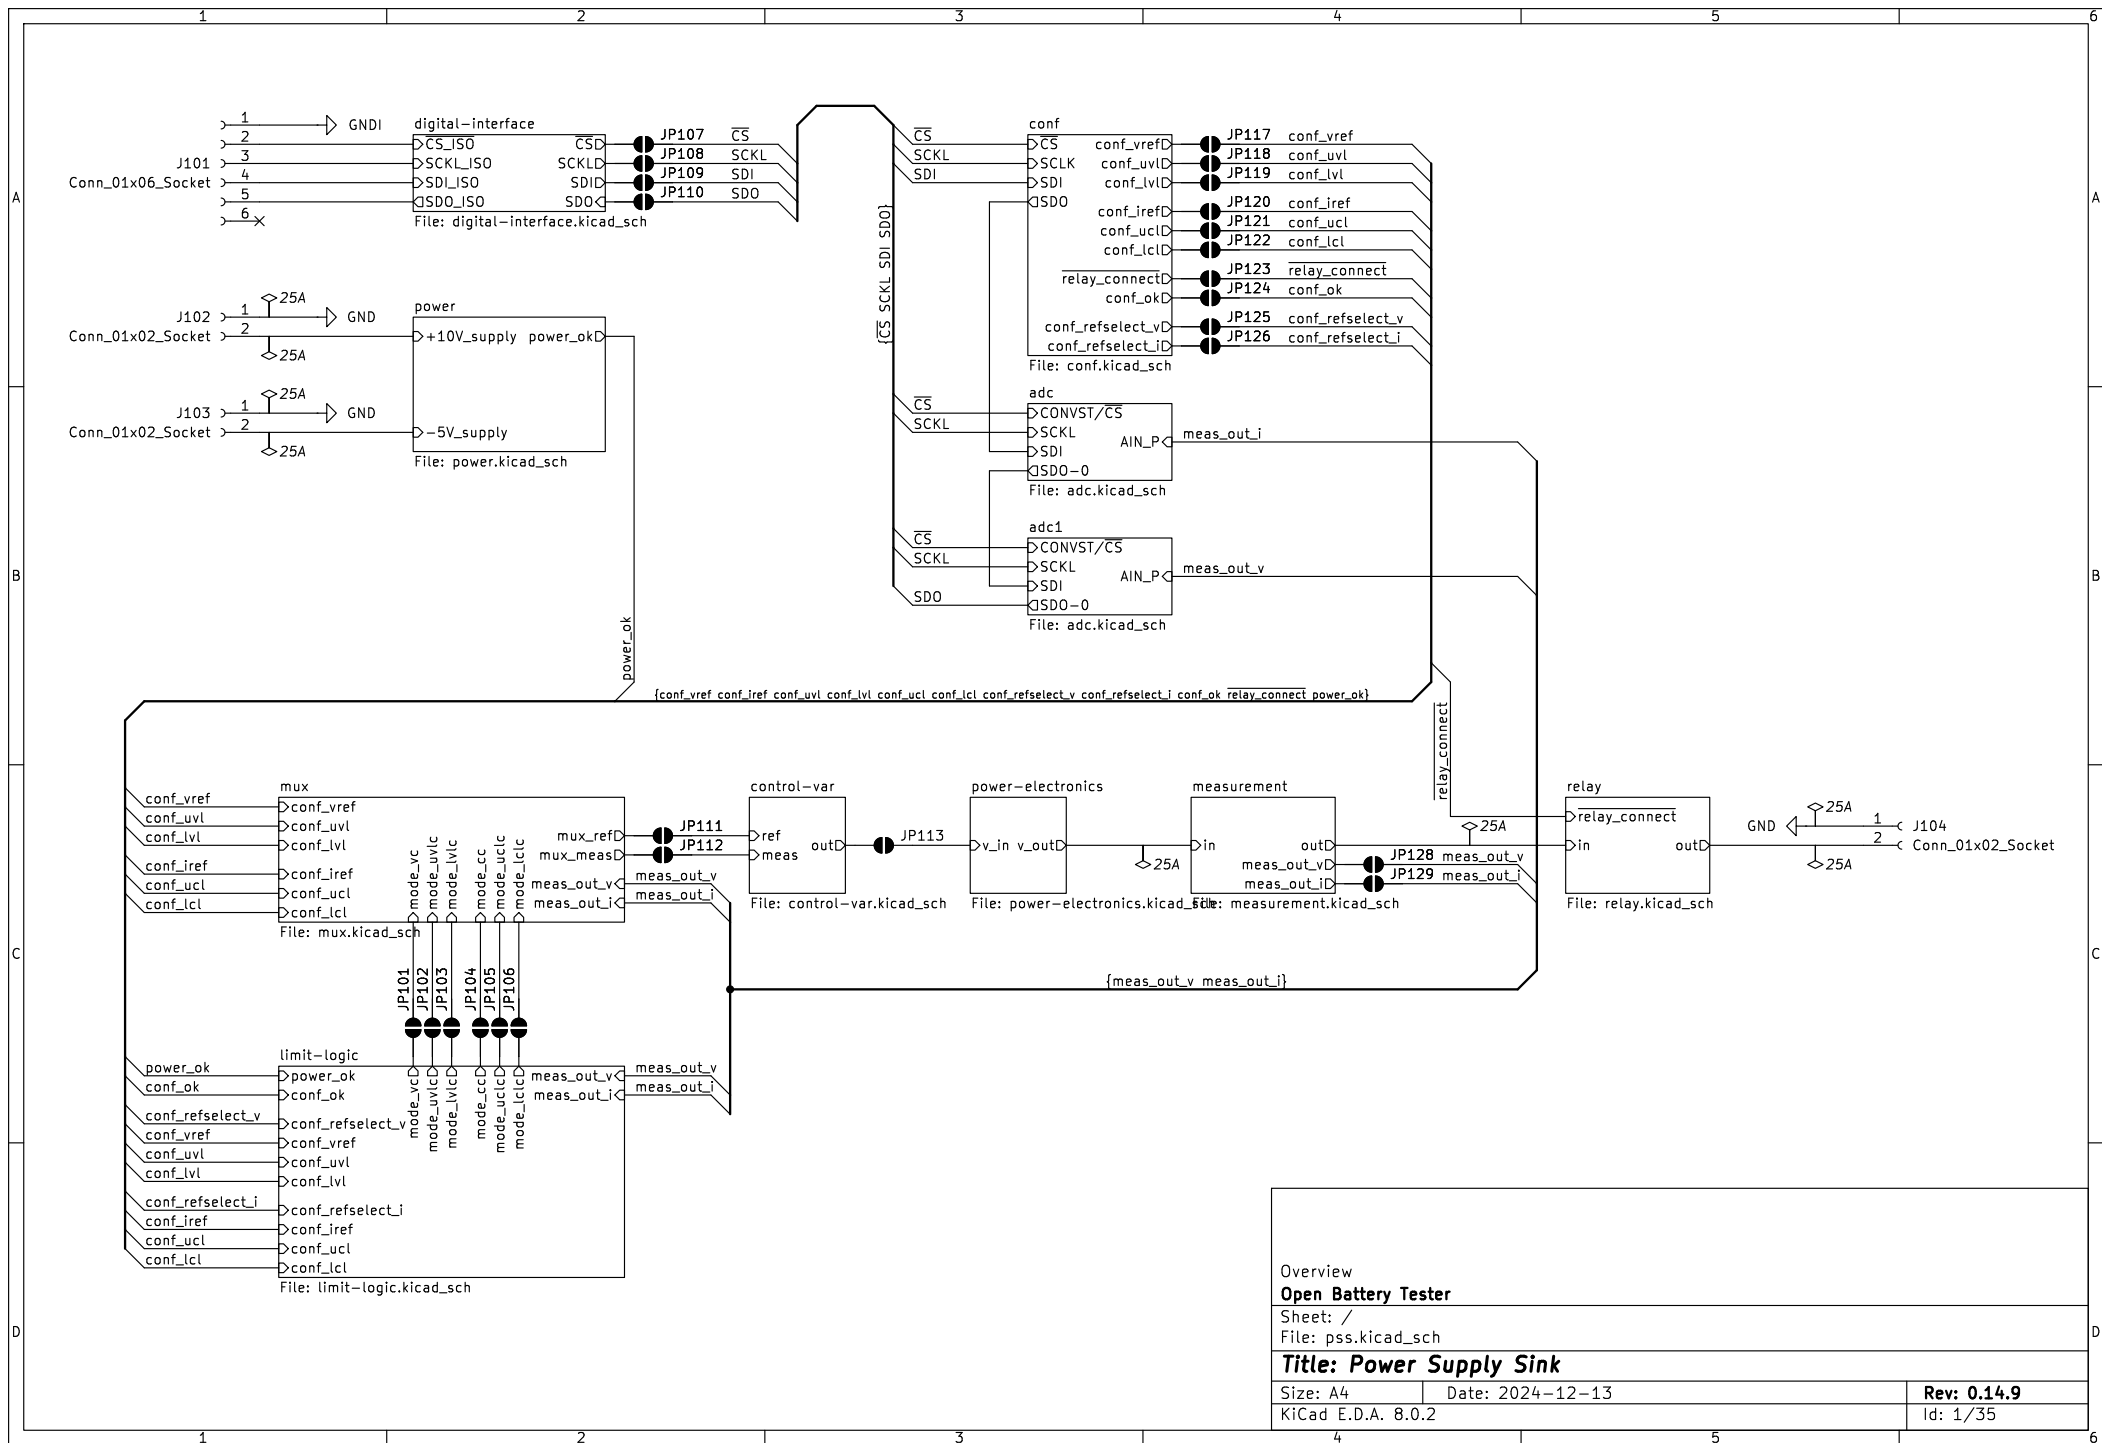 1 2 3 4 5 6
A A
B B
C C
D D
J101
Conn_01x06_Socket
1
2
3
4
5
6
GNDI
digital-interface
CS_ISO
SCKL_ISO
SDI_ISO
SDO_ISO
CS
SCKL
SDI
SDO
File: digital-interface.kicad_sch
JP107 CS
JP108 SCKL
JP109 SDI
JP110 SDO
{CS SCKL SDI SDO}
CS
SCKL
SDI
conf
CS
SCLK
SDI
SDO
conf_vref
conf_uvl
conf_lvl
conf_iref
conf_ucl
conf_lcl
relay_connect
conf_ok
conf_refselect_v
conf_refselect_i
File: conf.kicad_sch
JP117 conf_vref
JP118 conf_uvl
JP119 conf_lvl
JP120 conf_iref
JP121 conf_ucl
JP122 conf_lcl
JP123 relay_connect
JP124 conf_ok
JP125 conf_refselect_v
JP126 conf_refselect_i
J102
Conn_01x02_Socket
1
2
25A
25A
GND
J103
Conn_01x02_Socket
1
2
25A
25A
GND
power
+10V_supply power_ok
-5V_supply
File: power.kicad_sch
power_ok
CS
SCKL
adc
CONVST/CS
SCKL
SDI
SDO-0
AIN_P
File: adc.kicad_sch
meas_out_i
CS
SCKL
SDO
adc1
CONVST/CS
SCKL
SDI
SDO-0
AIN_P
File: adc.kicad_sch
meas_out_v
{conf_vref conf_iref conf_uvl conf_lvl conf_ucl conf_lcl conf_refselect_v conf_refselect_i conf_ok relay_connect power_ok}
relay_connect
conf_vref
conf_uvl
conf_lvl
conf_iref
conf_ucl
conf_lcl
mux
conf_vref
conf_uvl
conf_lvl
conf_iref
conf_ucl
conf_lcl
mode_vc
mode_uvlc
mode_lvlc
mode_cc
mode_uclc
mode_lclc
mux_ref
mux_meas
meas_out_v
meas_out_i
File: mux.kicad_sch
JP111
JP112
meas_out_v
meas_out_i
control-var
ref
meas
out
File: control-var.kicad_sch
JP113
power-electronics
v_in v_out
File: power-electronics.kicad_sch
25A
measurement
in
out
meas_out_v
meas_out_i
File: measurement.kicad_sch
25A
JP128 meas_out_v
JP129 meas_out_i
relay
relay_connect
in
out
File: relay.kicad_sch
GND
25A
25A
1
2
J104
Conn_01x02_Socket
{meas_out_v meas_out_i}
JP101
JP102
JP103
JP104
JP105
JP106
power_ok
conf_ok
conf_refselect_v
conf_vref
conf_uvl
conf_lvl
conf_refselect_i
conf_iref
conf_ucl
conf_lcl
limit-logic
power_ok
conf_ok
conf_refselect_v
conf_vref
conf_uvl
conf_lvl
conf_refselect_i
conf_iref
conf_ucl
conf_lcl
mode_vc
mode_uvlc
mode_lvlc
mode_cc
mode_uclc
mode_lclc
meas_out_v
meas_out_i
File: limit-logic.kicad_sch
meas_out_v
meas_out_i
Overview
Open Battery Tester
Sheet: /
File: pss.kicad_sch
Title: Power Supply Sink
Size: A4 Date: 2024-12-13 Rev: 0.14.9
KiCad E.D.A. 8.0.2 Id: 1/35
1 2 3 4 5 6